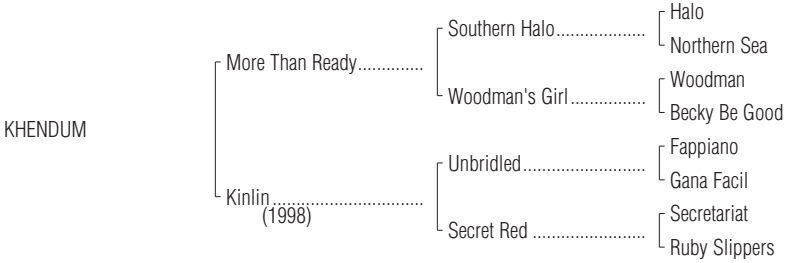 Halo
Southern Halo....................
Northern Sea
More Than Ready..............
Woodman
Woodman's Girl................
Becky Be Good
KHENDUM
Fappiano
Unbridled...........................
Gana Facil
Kinlin..................................
(1998)
Secretariat
Secret Red .........................
Ruby Slippers